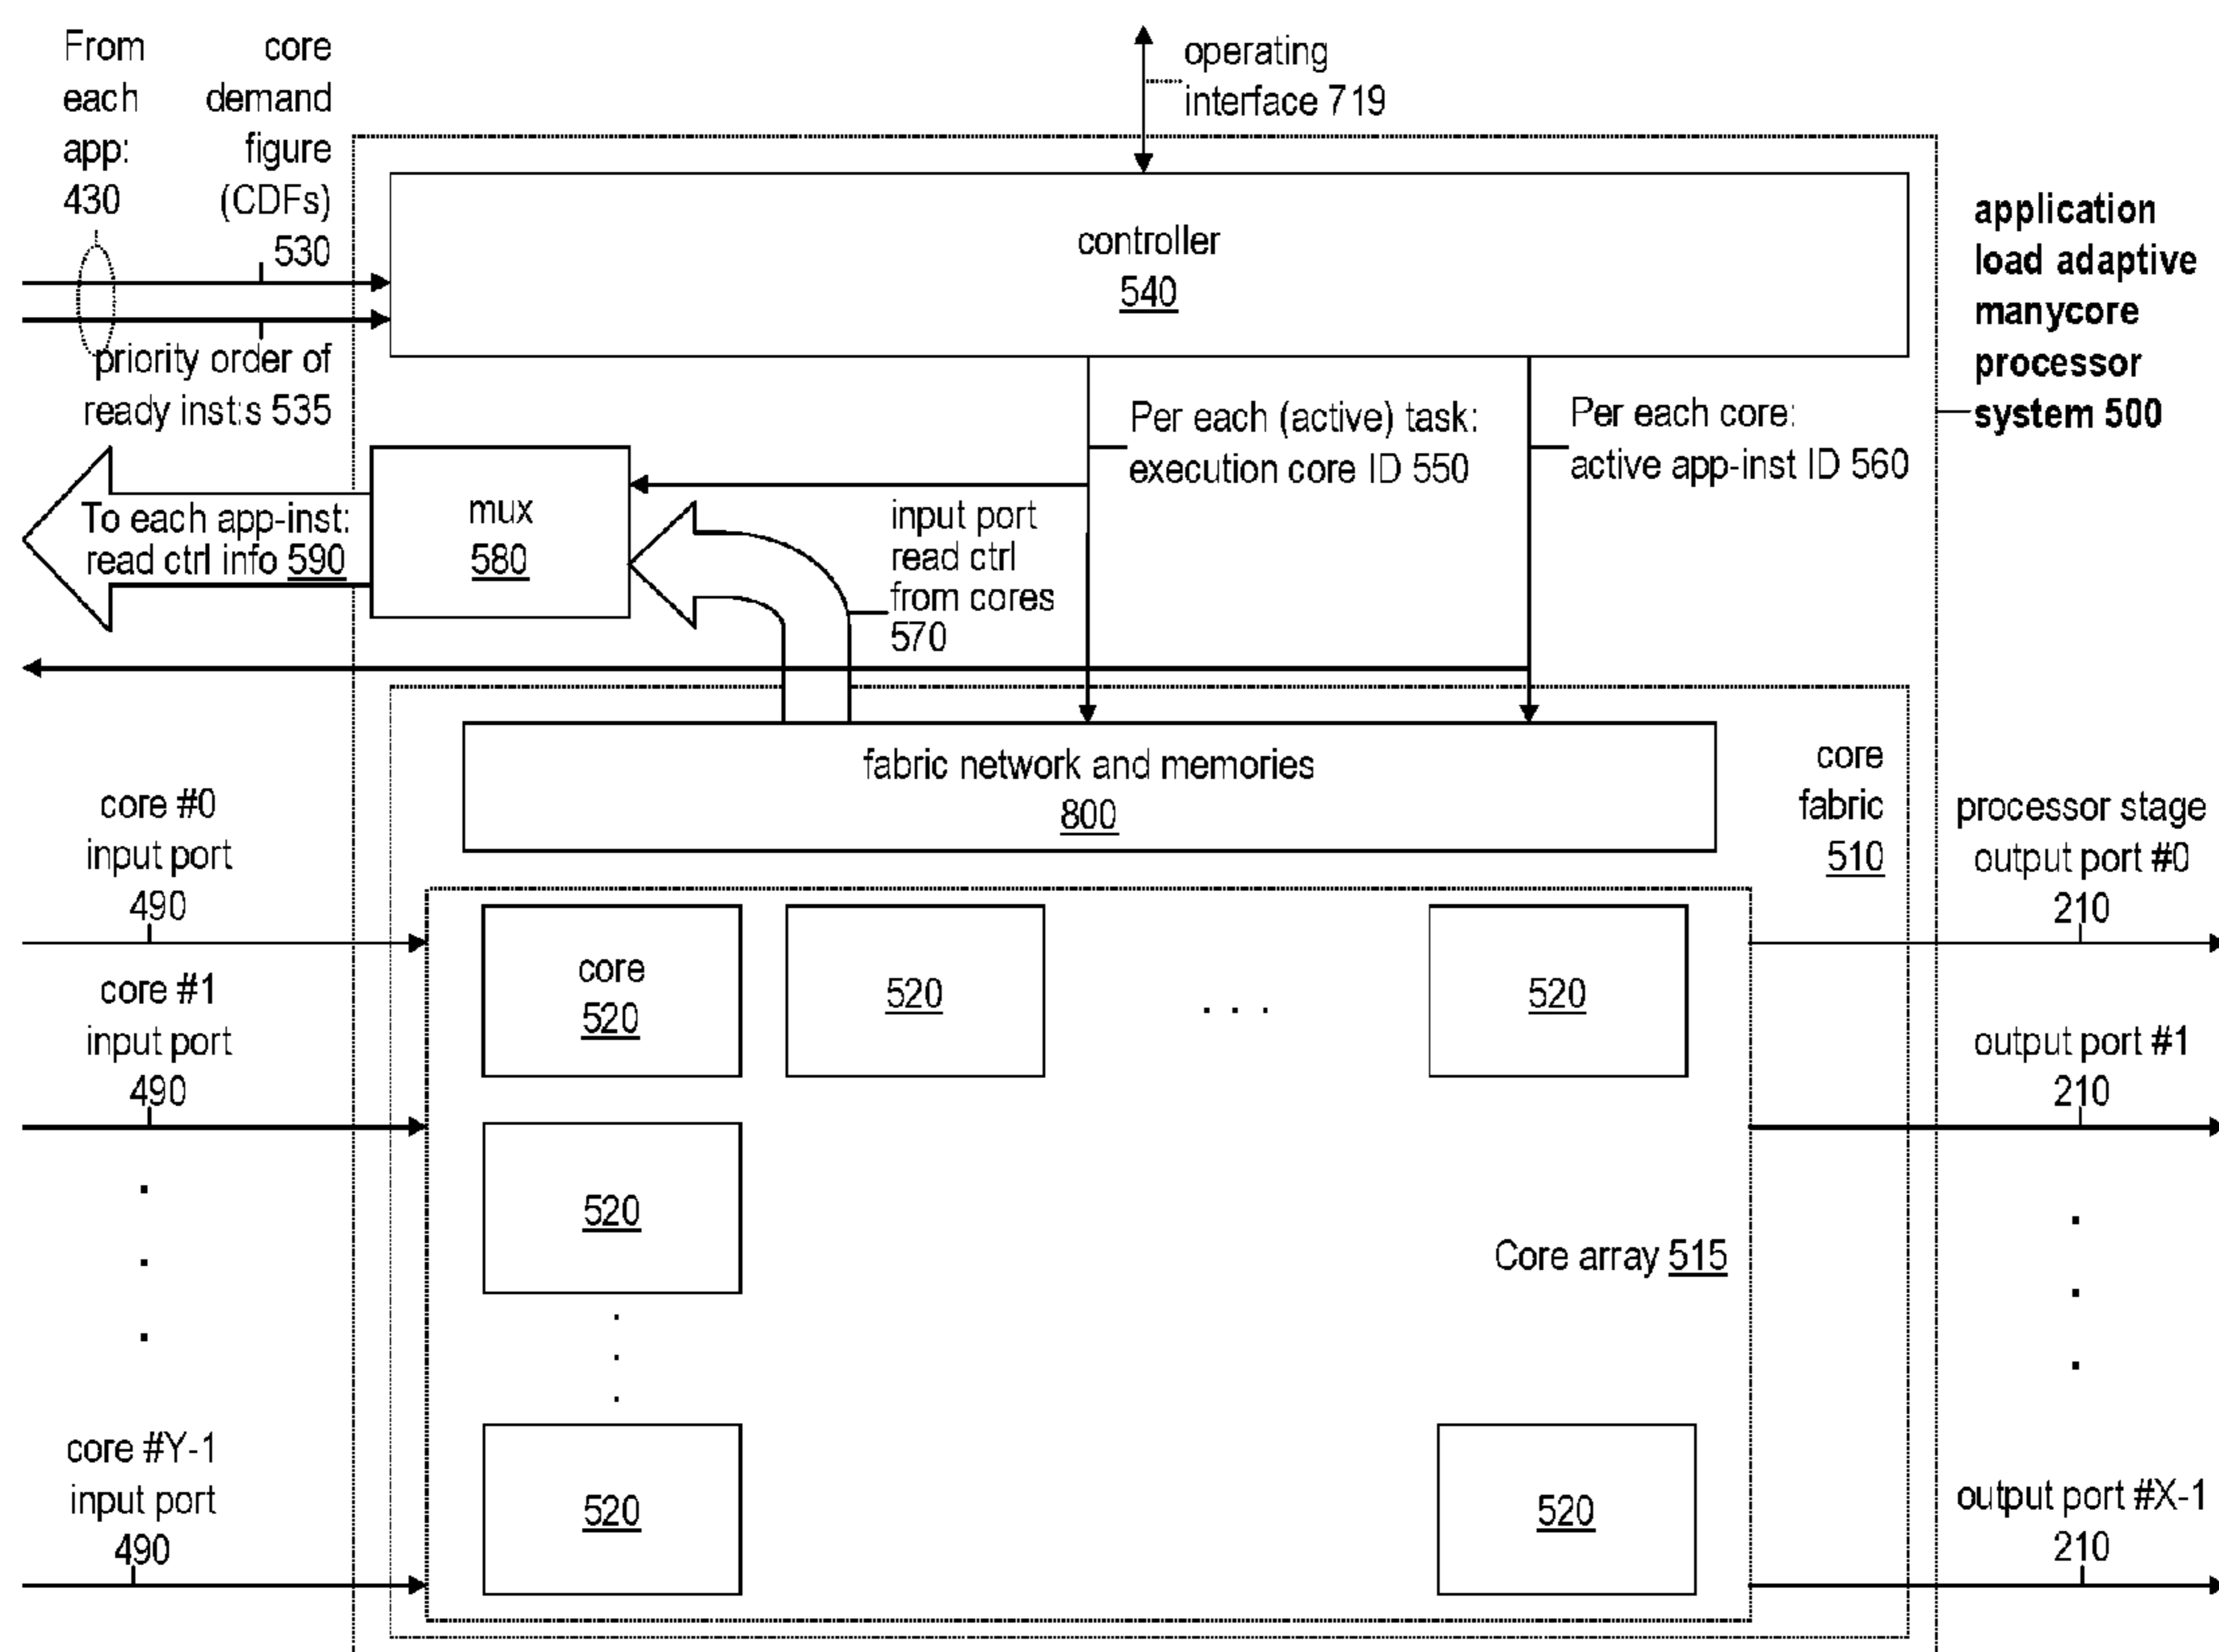 From
each
app:
430
core
demand
figure
(CDFs)
530
priority order of
ready inst:s 535
operating
interface 719
controller
540
application
load adaptive
manycore
processor
system 500
Per each (active) task:
execution core ID 550
Per each core:
active app-inst ID 560
To each app-inst:
read ctrl info 590
mux
580
input port
read ctrl
from cores
570
fabric network and memories
800
core
fabric
510
core #0
input port
490
core #1
input port
490
.
.
.
core #Y-1
input port
490
core
520
520
. . .
520
520
.
.
.
520
520
Core array 515
processor stage
output port #0
210
output port #1
210
.
.
.
output port #X-1
210